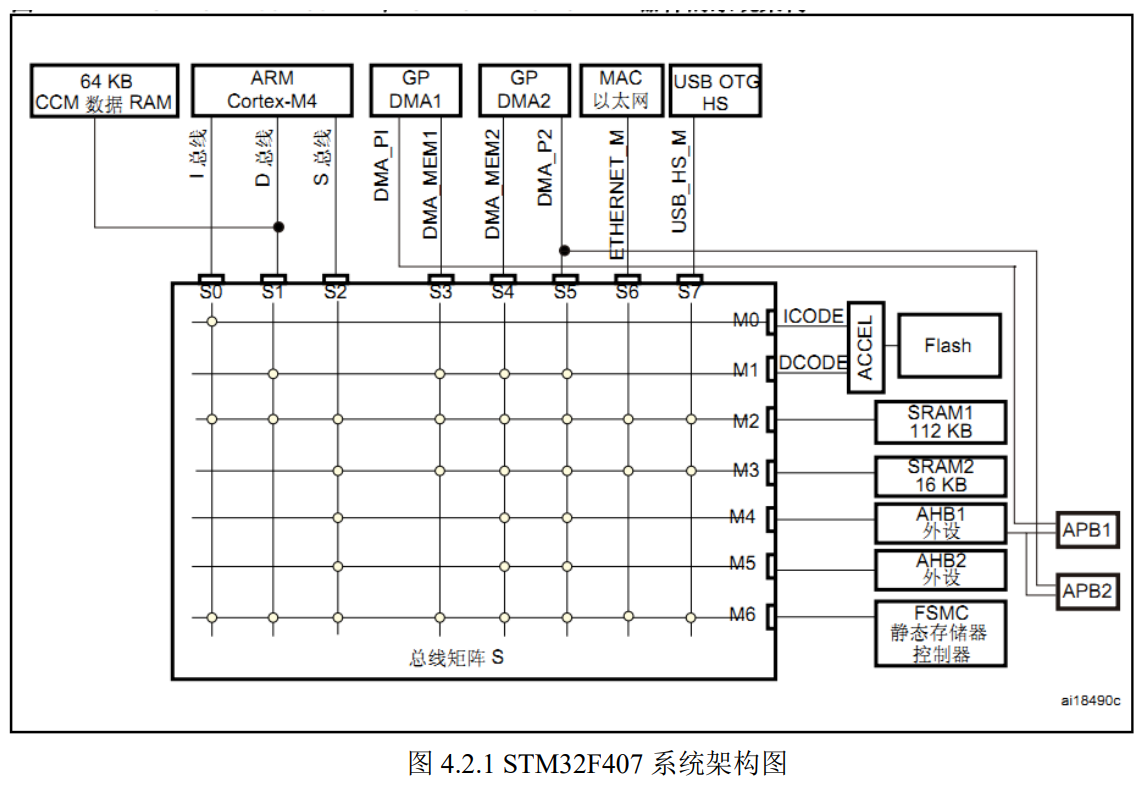 64 KB
CCM 数据 RAM
ARM
Cortex-M4
GP
DMA1
GP
DMA2
MAC
以太网
USB OTG
HS
I 总线
D 总线
S 总线
DMA_PI
DMA_MEM1
DMA_MEM2
DMA_P2
ETHERNET_M
USB_HS_M
S0
S1
S2
S3
S4
S5
S6
S7
M0
ICODE
M1
DCODE
ACCEL
Flash
M2
SRAM1
112 KB
M3
SRAM2
16 KB
M4
AHB1
外设
APB1
M5
AHB2
外设
APB2
M6
FSMC
静态存储器
控制器
总线矩阵 S
ai18490c
图 4.2.1 STM32F407 系统架构图